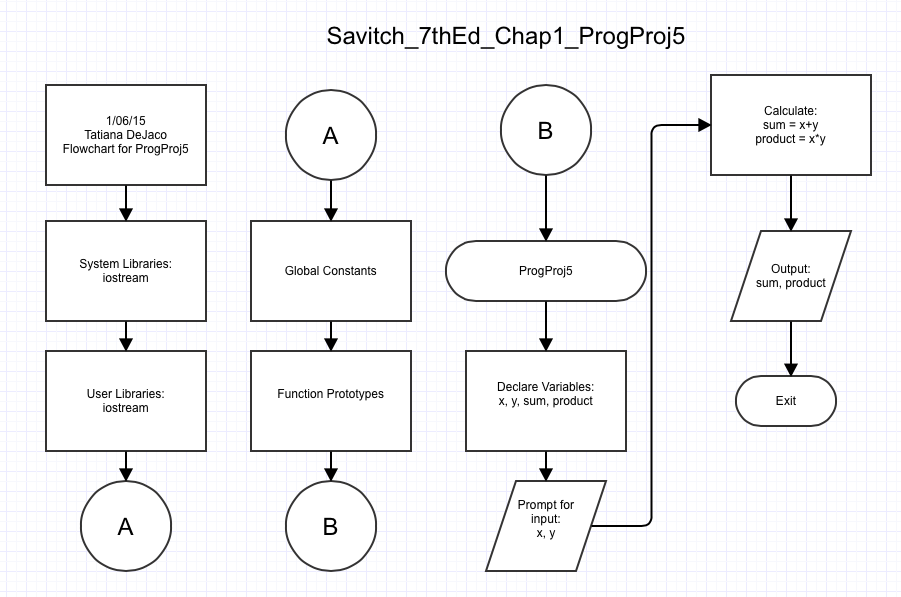 Savitch_7thEd_Chap1_ProgProj5
1/06/15
Tatiana DeJaco
Flowchart for ProgProj5
System Libraries:
iostream
User Libraries:
iostream
A
A
Global Constants
Function Prototypes
B
B
ProgProj5
Declare Variables:
x, y, sum, product
Prompt for
input:
x, y
Calculate:
sum = x+y
product = x*y
Output:
sum, product
Exit